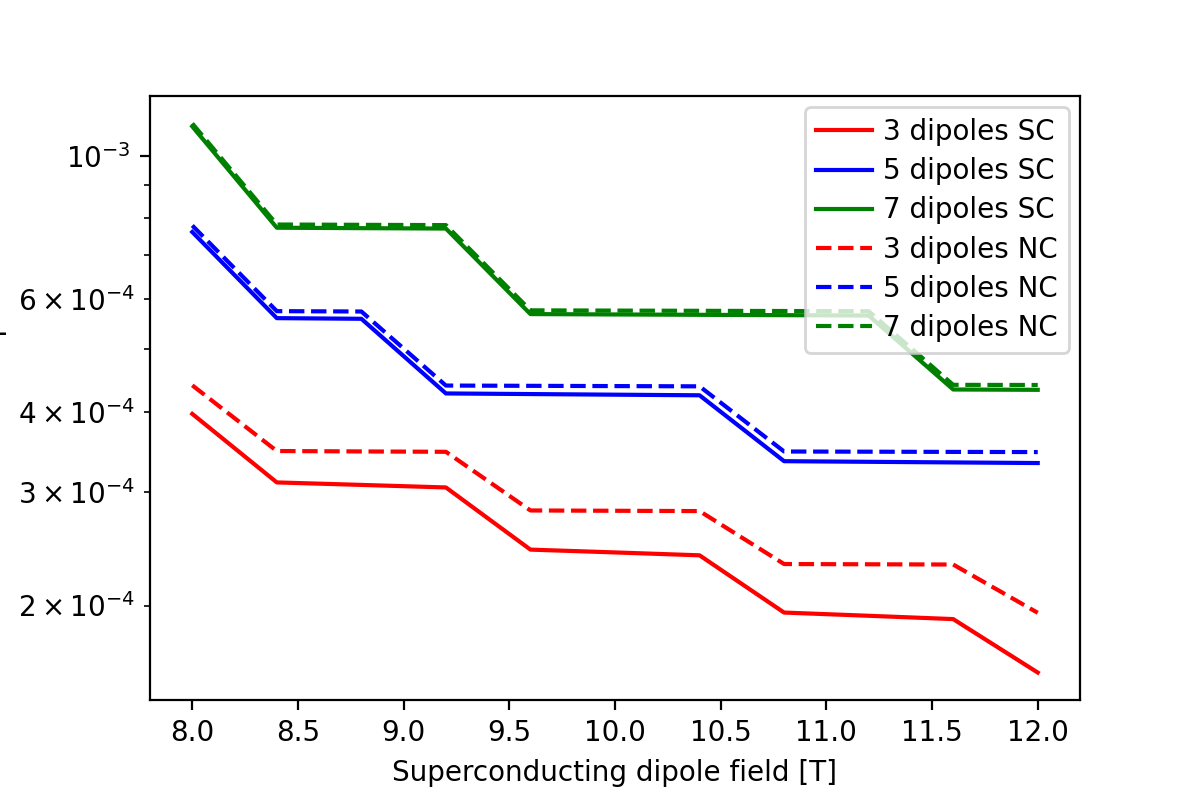 10⁻³
6 × 10⁻⁴
4 × 10⁻⁴
3 × 10⁻⁴
2 × 10⁻⁴
3 dipoles SC
5 dipoles SC
7 dipoles SC
3 dipoles NC
5 dipoles NC
7 dipoles NC
8.0 8.5 9.0 9.5 10.0 10.5 11.0 11.5 12.0
Superconducting dipole field [T]